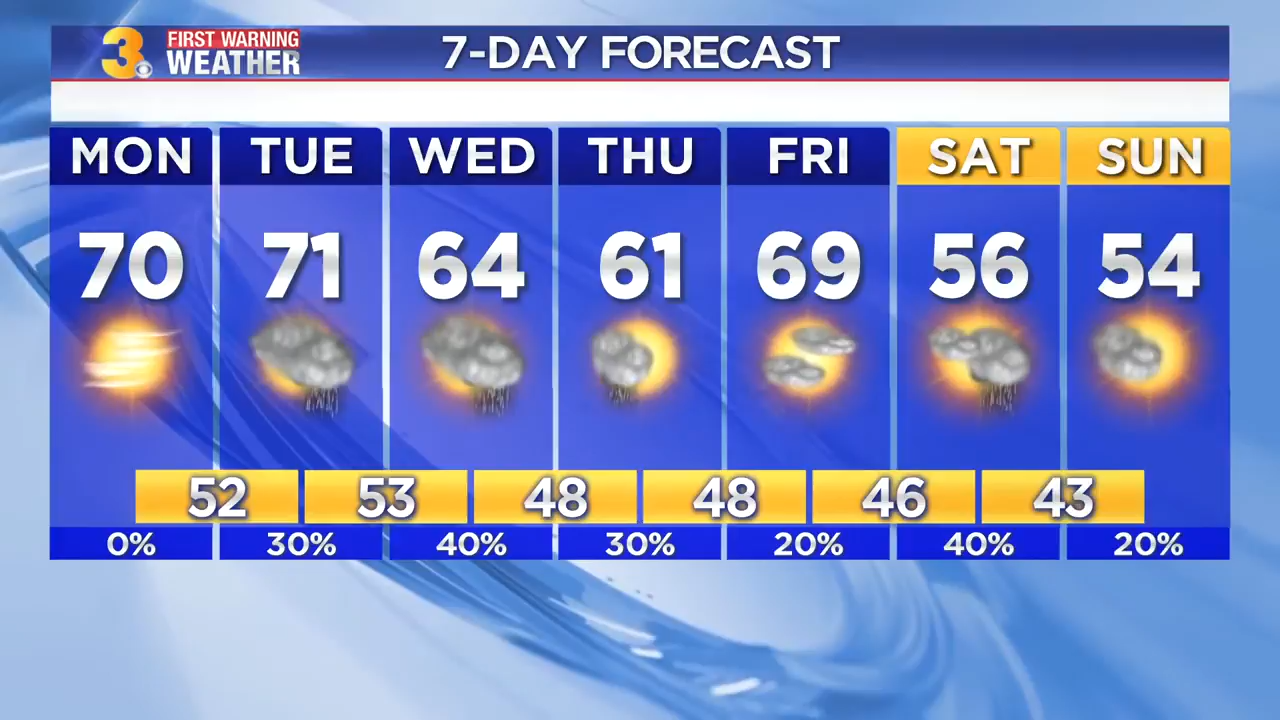 3 FIRST WARNING WEATHER
7-DAY FORECAST
MON TUE WED THU FRI SAT SUN
70 71 64 61 69 56 54
52 53 48 48 46 43
0% 30% 40% 30% 20% 40% 20%